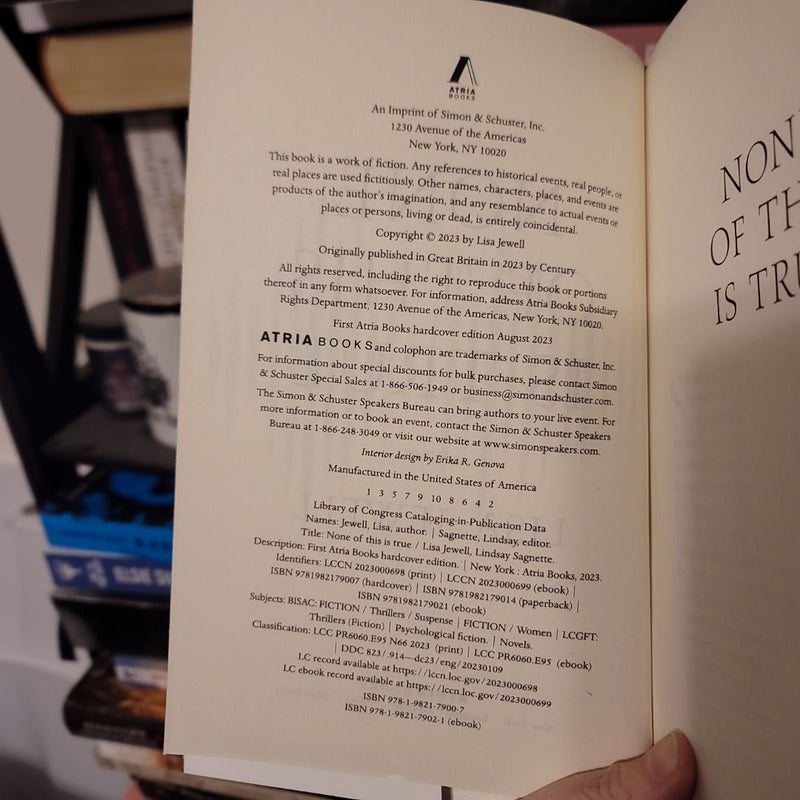 ATRIA
BOOKS
An Imprint of Simon & Schuster, Inc.
1230 Avenue of the Americas
New York, NY 10020
This book is a work of fiction. Any references to historical events, real people, or
real places are used fictitiously. Other names, characters, places, and events are
products of the author's imagination, and any resemblance to actual events or
places or persons, living or dead, is entirely coincidental.
Copyright © 2023 by Lisa Jewell
Originally published in Great Britain in 2023 by Century
All rights reserved, including the right to reproduce this book or portions
thereof in any form whatsoever. For information, address Atria Books Subsidiary
Rights Department, 1230 Avenue of the Americas, New York, NY 10020.
First Atria Books hardcover edition August 2023
ATRIA BOOKS and colophon are trademarks of Simon & Schuster, Inc.
For information about special discounts for bulk purchases, please contact Simon
& Schuster Special Sales at 1-866-506-1949 or business@simonandschuster.com.
The Simon & Schuster Speakers Bureau can bring authors to your live event. For
more information or to book an event, contact the Simon & Schuster Speakers
Bureau at 1-866-248-3049 or visit our website at www.simonspeakers.com.
Interior design by Erika R. Genova
Manufactured in the United States of America
1 3 5 7 9 10 8 6 4 2
Library of Congress Cataloging-in-Publication Data
Names: Jewell, Lisa, author. | Sagnette, Lindsay, editor.
Title: None of this is true / Lisa Jewell, Lindsay Sagnette.
Description: First Atria Books hardcover edition. | New York : Atria Books, 2023.
Identifiers: LCCN 2023000698 (print) | LCCN 2023000699 (ebook) |
ISBN 9781982179007 (hardcover) | ISBN 9781982179014 (paperback) |
ISBN 9781982179021 (ebook)
Subjects: BISAC: FICTION / Thrillers / Suspense | FICTION / Women | LCGFT:
Thrillers (Fiction) | Psychological fiction. | Novels.
Classification: LCC PR6060.E95 N66 2023 (print) | LCC PR6060.E95 (ebook)
| DDC 823/.914—dc23/eng/20230109
LC record available at https://lccn.loc.gov/2023000698
LC ebook record available at https://lccn.loc.gov/2023000699
ISBN 978-1-9821-7900-7
ISBN 978-1-9821-7902-1 (ebook)
NON
OF TH
IS TRU
ELSIE